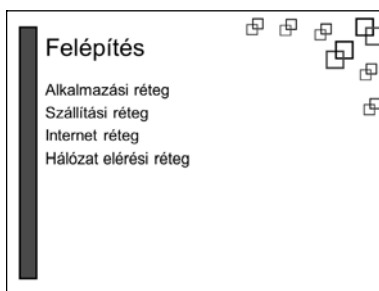 Felépítés
Alkalmazási réteg
Szállítási réteg
Internet réteg
Hálózat elérési réteg